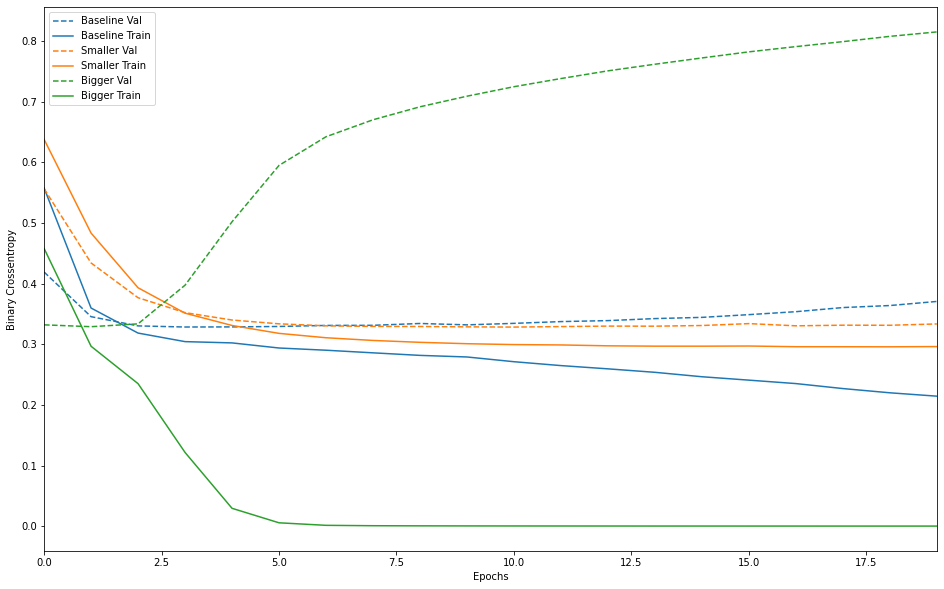 Baseline Val
Baseline Train
Smaller Val
Smaller Train
Bigger Val
Bigger Train
0.8
0.7
0.6
0.5
0.4
0.3
0.2
0.1
0.0
Binary Crossentropy
0.0 2.5 5.0 7.5 10.0 12.5 15.0 17.5
Epochs